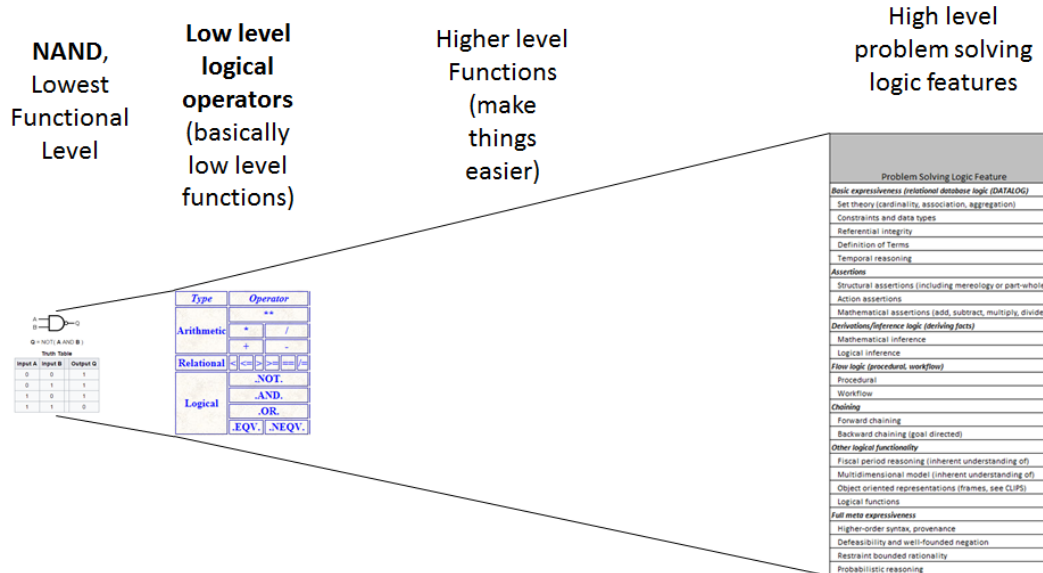 NAND,
Lowest
Functional
Level
Low level
logical
operators
(basically
low level
functions)
Higher level
Functions
(make
things
easier)
High level
problem solving
logic features
A
B
Q
Q = NOT( A AND B )
Truth Table
Input A Input B Output Q
0 0 1
0 1 1
1 0 1
1 1 0
Type Operator
Arithmetic
**
* /
+ -
Relational < <= > >= == /=
Logical
.NOT.
.AND.
.OR.
.EQV. .NEQV.
Problem Solving Logic Feature
Basic expressiveness (relational database logic (DATALOG)
Set theory (cardinality, association, aggregation)
Constraints and data types
Referential integrity
Definition of Terms
Temporal reasoning
Assertions
Structural assertions (including mereology or part-whole
Action assertions
Mathematical assertions (add, subtract, multiply, divide
Derivations/inference logic (deriving facts)
Mathematical inference
Logical inference
Flow logic (procedural, workflow)
Procedural
Workflow
Chaining
Forward chaining
Backward chaining (goal directed)
Other logical functionality
Fiscal period reasoning (inherent understanding of)
Multidimensional model (inherent understanding of)
Object oriented representations (frames, see CLIPS)
Logical functions
Full meta expressiveness
Higher-order syntax, provenance
Defeasibility and well-founded negation
Restraint bounded rationality
Probabilistic reasoning